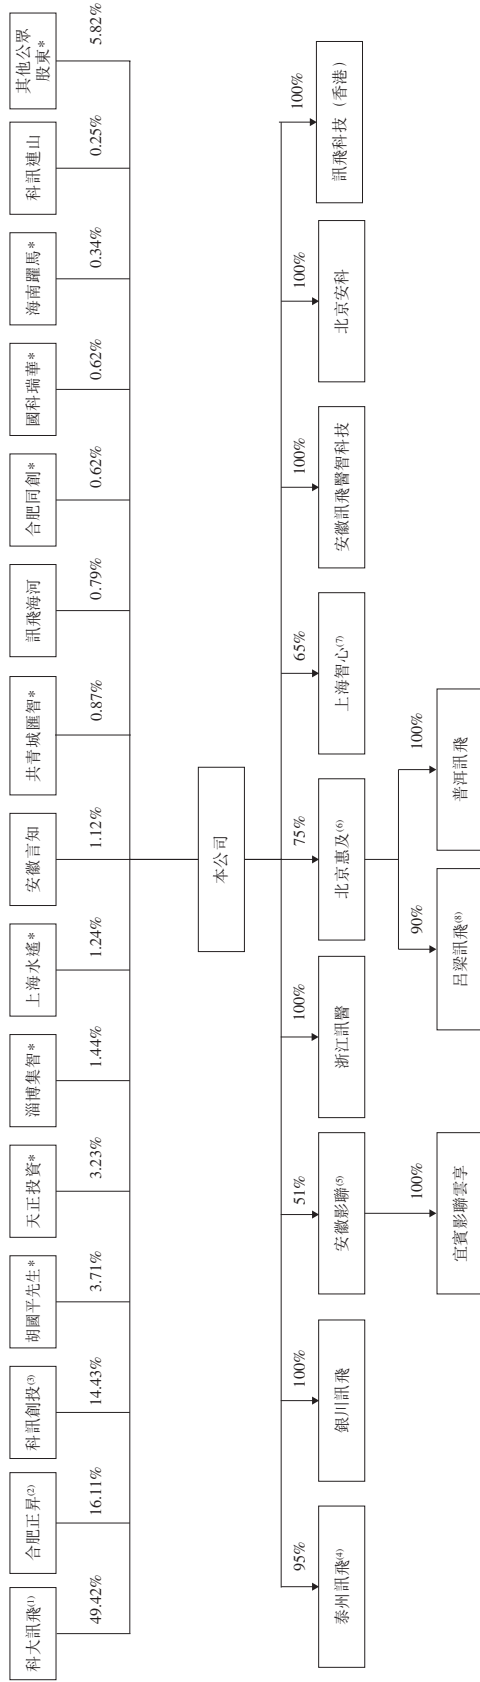 科大訊飛(1)
合肥正昇(2)
科訊創投(3)
胡國平先生*
天正投資*
淄博集智*
上海水遙*
安徽言知
共青城匯智*
訊飛海河
合肥同創*
國科瑞華*
海南躍馬*
科訊連山
其他公眾
股東*
49.42%
16.11%
14.43%
3.71%
3.23%
1.44%
1.24%
1.12%
0.87%
0.79%
0.62%
0.62%
0.34%
0.25%
5.82%
本公司
95%
100%
51%
100%
75%
65%
100%
100%
100%
泰州訊飛(4)
銀川訊飛
安徽影聯(5)
浙江訊醫
北京惠及(6)
上海智心(7)
安徽訊飛醫智科技
北京安科
訊飛科技（香港）
100%
90%
100%
宜賓影聯雲享
呂梁訊飛(8)
普洱訊飛